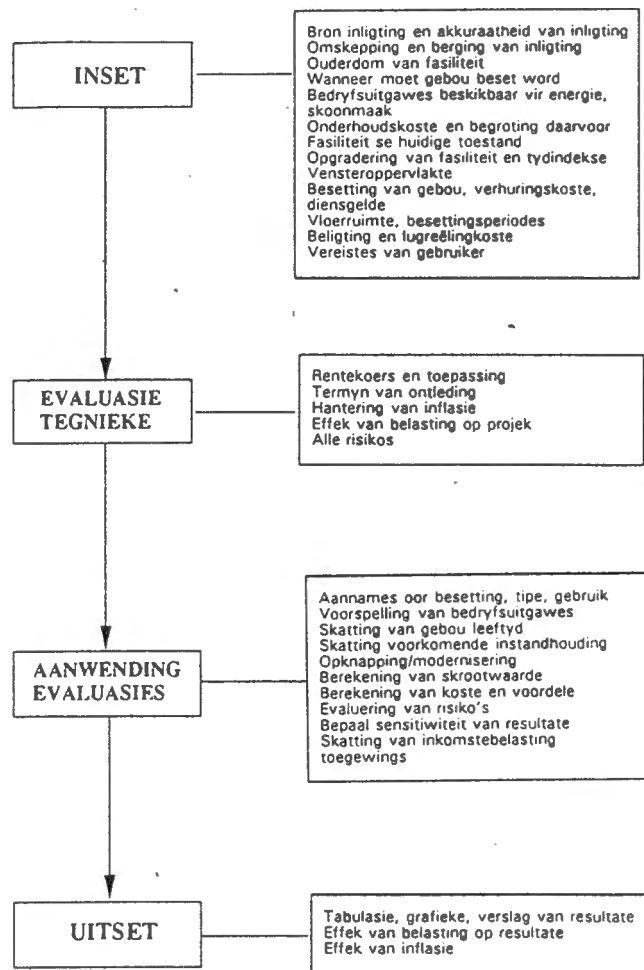 INSET
Bron inligting en akkuraatheid van inligting
Omskepping en berging van inligting
Ouderdom van fasiliteit
Wanneer moet gebou beset word
Bedryfsuitgawes beskikbaar vir energie,
skoonmaak
Onderhoudskoste en begroting daarvoor
Fasiliteit se huidige toestand
Opgradering van fasiliteit en tydindekse
Vensteroppervlakte
Besetting van gebou, verhuringskoste,
diensgelde
Vloerruimte, besettingsperiodes
Beligting en lugreëlingkoste
Vereistes van gebruiker
EVALUASIE
TEGNIEKE
Rentekoers en toepassing
Termyn van ontleding
Hantering van inflasie
Effek van belasting op projek
Alle risikos
AANWENDING
EVALUASIES
Aannames oor besetting, tipe, gebruik
Voorspelling van bedryfsuitgawes
Skatting van gebou leeftyd
Skatting voorkomende instandhouding
Opknapping/modernisering
Berekening van skrootwaarde
Berekening van koste en voordele
Evaluering van risiko's
Bepaal sensitiwiteit van resultate
Skatting van inkomstebelasting
toegewings
UITSET
Tabulasie, grafieke, verslag van resultate
Effek van belasting op resultate
Effek van inflasie